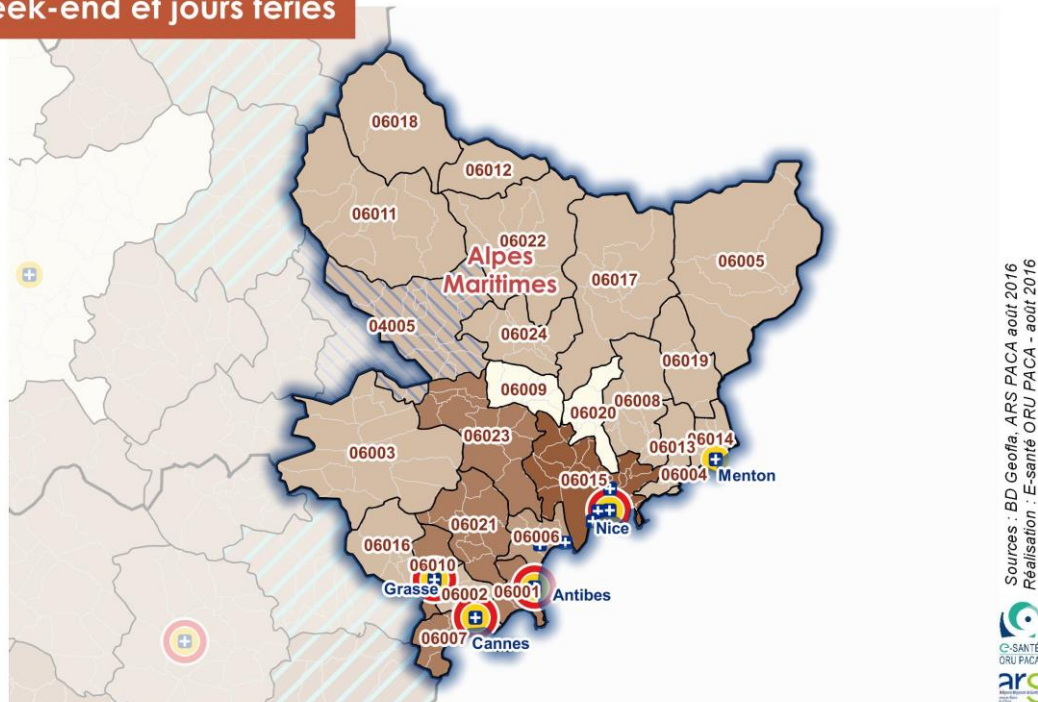 eek-end et jours fériés
06018
06012
06011
06022
06005
Alpes
Maritimes
06017
04005
06024
06019
06009
06008
06020
06023
06013
06014
06003
06015
06004
Menton
06021
06006
Nice
06016
06010
Grasse
06002
06001
Antibes
06007
Cannes
Sources : BD Geofla, ARS PACA août 2016
Réalisation : E-santé ORU PACA - août 2016
e-SANTÉ
ORU PACA
ars